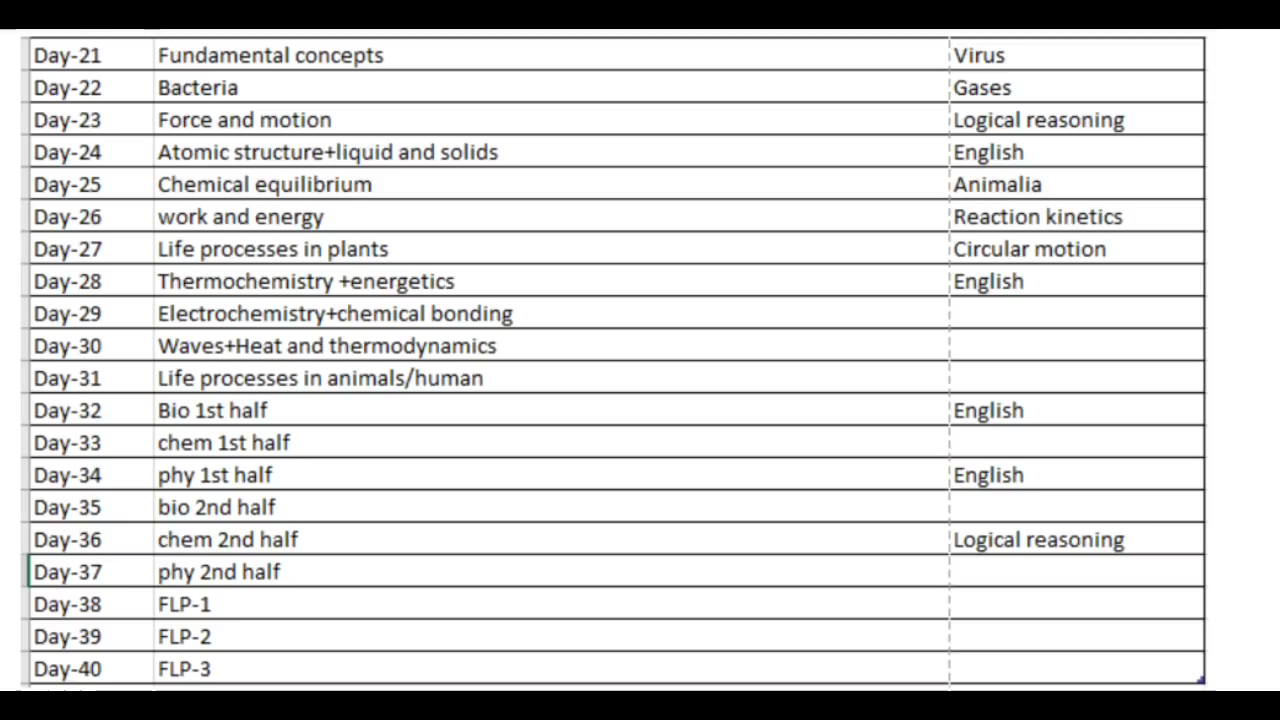 Day-21 Fundamental concepts Virus
Day-22 Bacteria Gases
Day-23 Force and motion Logical reasoning
Day-24 Atomic structure+liquid and solids English
Day-25 Chemical equilibrium Animalia
Day-26 work and energy Reaction kinetics
Day-27 Life processes in plants Circular motion
Day-28 Thermochemistry +energetics English
Day-29 Electrochemistry+chemical bonding
Day-30 Waves+Heat and thermodynamics
Day-31 Life processes in animals/human
Day-32 Bio 1st half English
Day-33 chem 1st half
Day-34 phy 1st half English
Day-35 bio 2nd half
Day-36 chem 2nd half Logical reasoning
Day-37 phy 2nd half
Day-38 FLP-1
Day-39 FLP-2
Day-40 FLP-3